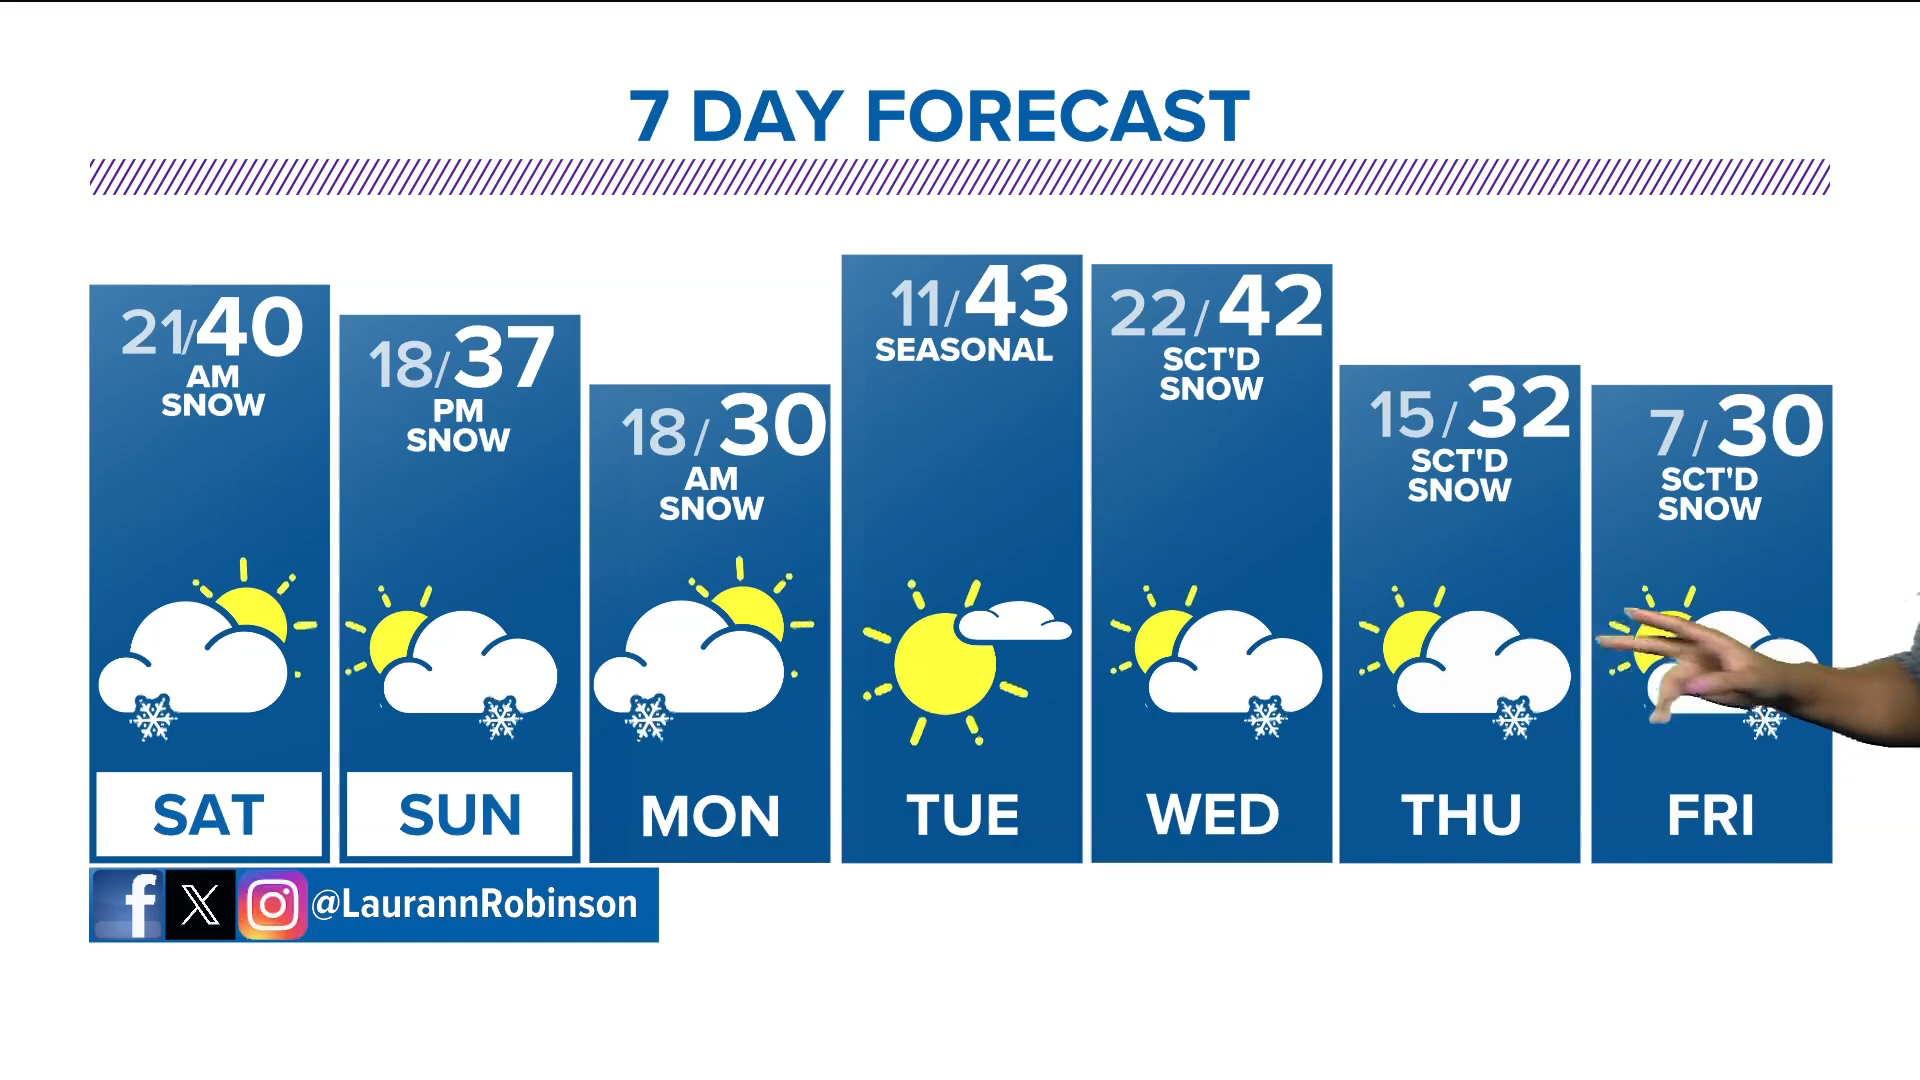 7 DAY FORECAST
21/40
AM
SNOW
SAT
18/37
PM
SNOW
SUN
18/30
AM
SNOW
MON
11/43
SEASONAL
TUE
22/42
SCT'D
SNOW
WED
15/32
SCT'D
SNOW
THU
7/30
SCT'D
SNOW
FRI
@LaurannRobinson